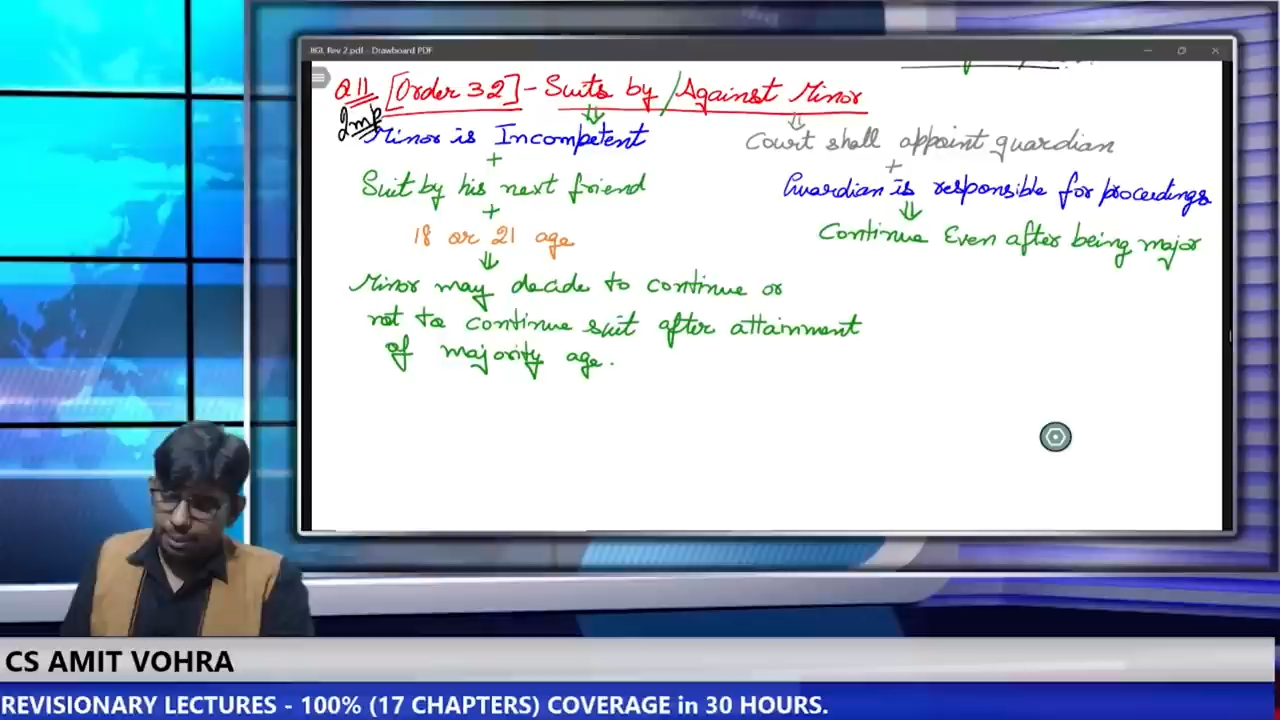 JIGL Rev 2.pdf - Drawboard PDF
Q11 [Order 32] - Suits by / Against Minor
Imp
Minor is Incompetent
+
Suit by his next friend
+
18 or 21 age
⇓
Minor may decide to continue or
not to continue suit after attainment
of majority age.
⇓
Court shall appoint guardian
+
Guardian is responsible for proceedings
⇓
Continue Even after being major
CS AMIT VOHRA
REVISIONARY LECTURES - 100% (17 CHAPTERS) COVERAGE in 30 HOURS.